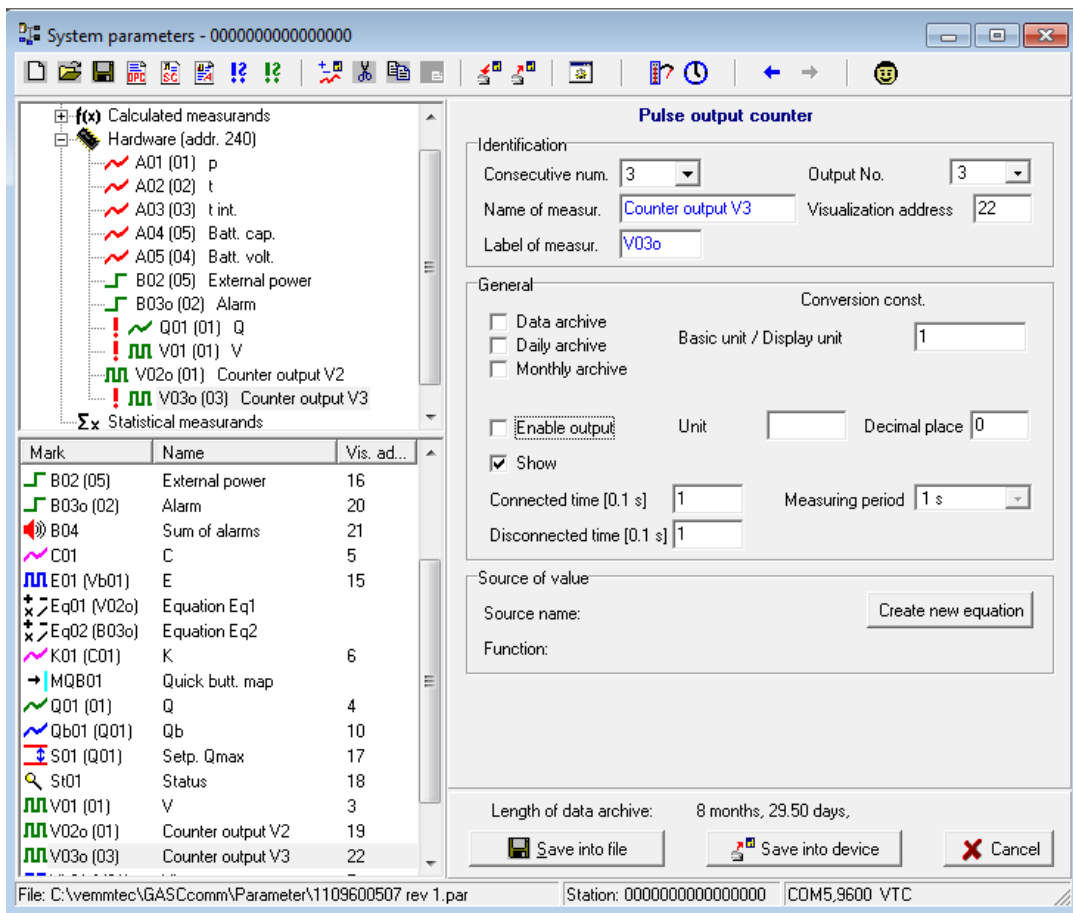 System parameters - 0000000000000000
f(x) Calculated measurands
Hardware (addr. 240)
A01 (01) p
A02 (02) t
A03 (03) t int.
A04 (05) Batt. cap.
A05 (04) Batt. volt.
B02 (05) External power
B03o (02) Alarm
Q01 (01) Q
V01 (01) V
V02o (01) Counter output V2
V03o (03) Counter output V3
Σx Statistical measurands
Mark Name Vis. ad...
B02 (05) External power 16
B03o (02) Alarm 20
B04 Sum of alarms 21
C01 C 5
E01 (Vb01) E 15
Eq01 (V02o) Equation Eq1
Eq02 (B03o) Equation Eq2
K01 (C01) K 6
MQB01 Quick butt. map
Q01 (01) Q 4
Qb01 (Q01) Qb 10
S01 (Q01) Setp. Qmax 17
St01 Status 18
V01 (01) V 3
V02o (01) Counter output V2 19
V03o (03) Counter output V3 22
Pulse output counter
Identification
Consecutive num. 3 Output No. 3
Name of measur. Counter output V3 Visualization address 22
Label of measur. V03o
General
Conversion const.
Data archive
Daily archive
Monthly archive
Basic unit / Display unit 1
Enable output Unit Decimal place 0
Show
Connected time [0.1 s] 1 Measuring period 1 s
Disconnected time [0.1 s] 1
Source of value
Source name: Create new equation
Function:
Length of data archive: 8 months, 29.50 days,
Save into file Save into device Cancel
File: C:\vemmtec\GASCcomm\Parameter\1109600507 rev 1.par Station: 0000000000000000 COM5,9600 VTC